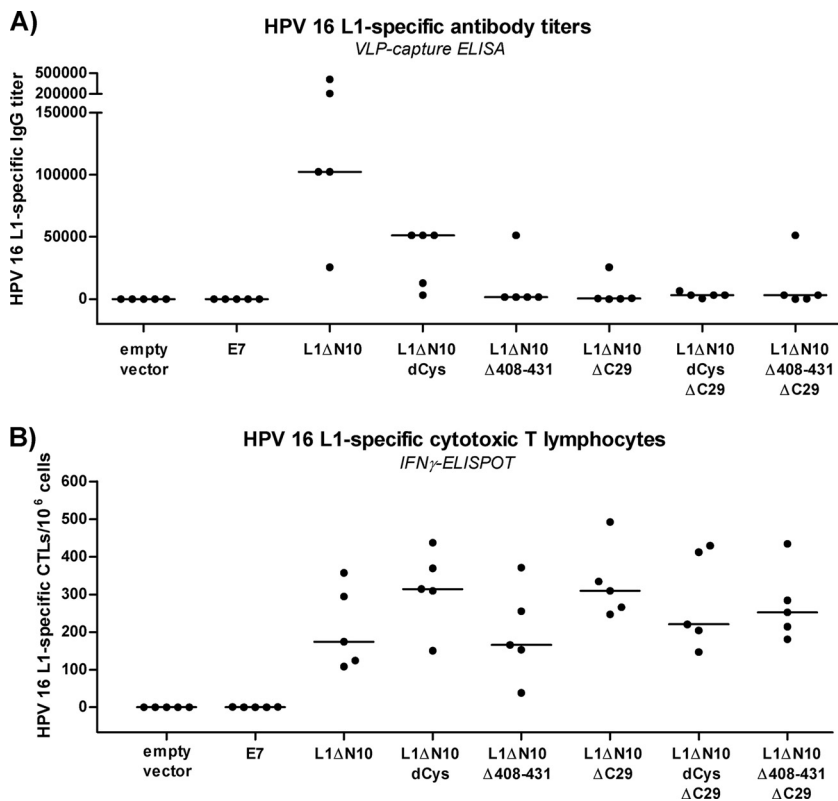 A)
HPV 16 L1-specific antibody titers
VLP-capture ELISA
HPV 16 L1-specific IgG titer
500000
200000
150000
100000
50000
0
empty vector
E7
L1ΔN10
L1ΔN10 dCys
L1ΔN10 Δ408-431
L1ΔN10 ΔC29
L1ΔN10 dCys ΔC29
L1ΔN10 Δ408-431 ΔC29
B)
HPV 16 L1-specific cytotoxic T lymphocytes
IFNγ-ELISPOT
HPV 16 L1-specific CTLs/10⁶ cells
600
500
400
300
200
100
0
empty vector
E7
L1ΔN10
L1ΔN10 dCys
L1ΔN10 Δ408-431
L1ΔN10 ΔC29
L1ΔN10 dCys ΔC29
L1ΔN10 Δ408-431 ΔC29